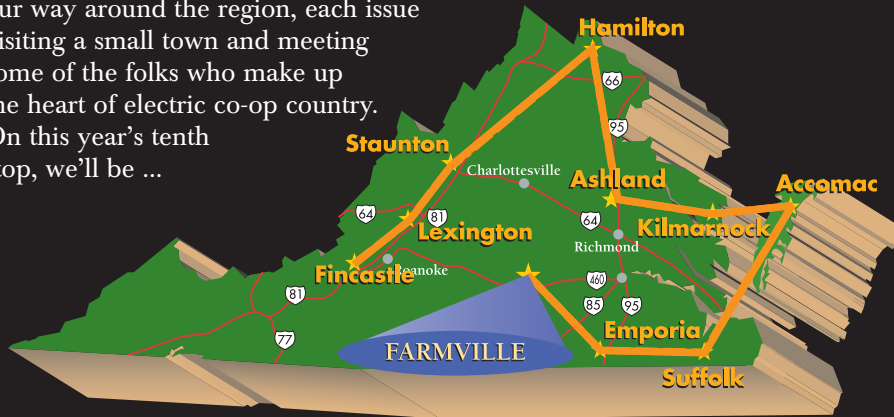 ur way around the region, each issue
isiting a small town and meeting
ome of the folks who make up
he heart of electric co-op country.
On this year's tenth
top, we'll be ...
Hamilton
66
95
Staunton
Charlottesville
Ashland
Accomac
64
81
Lexington
64
Kilmarnock
Richmond
Fincastle
Roanoke
81
460
85
95
77
FARMVILLE
Emporia
Suffolk